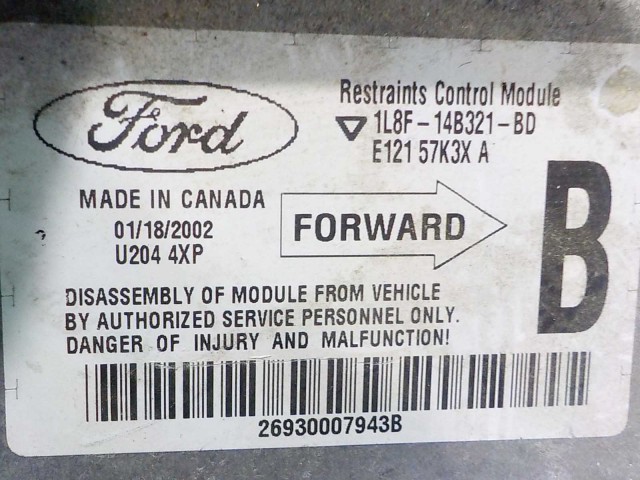 Ford
Restraints Control Module
1L8F-14B321-BD
E121 57K3X A
MADE IN CANADA
01/18/2002
U204 4XP
FORWARD
B
DISASSEMBLY OF MODULE FROM VEHICLE
BY AUTHORIZED SERVICE PERSONNEL ONLY.
DANGER OF INJURY AND MALFUNCTION!
26930007943B